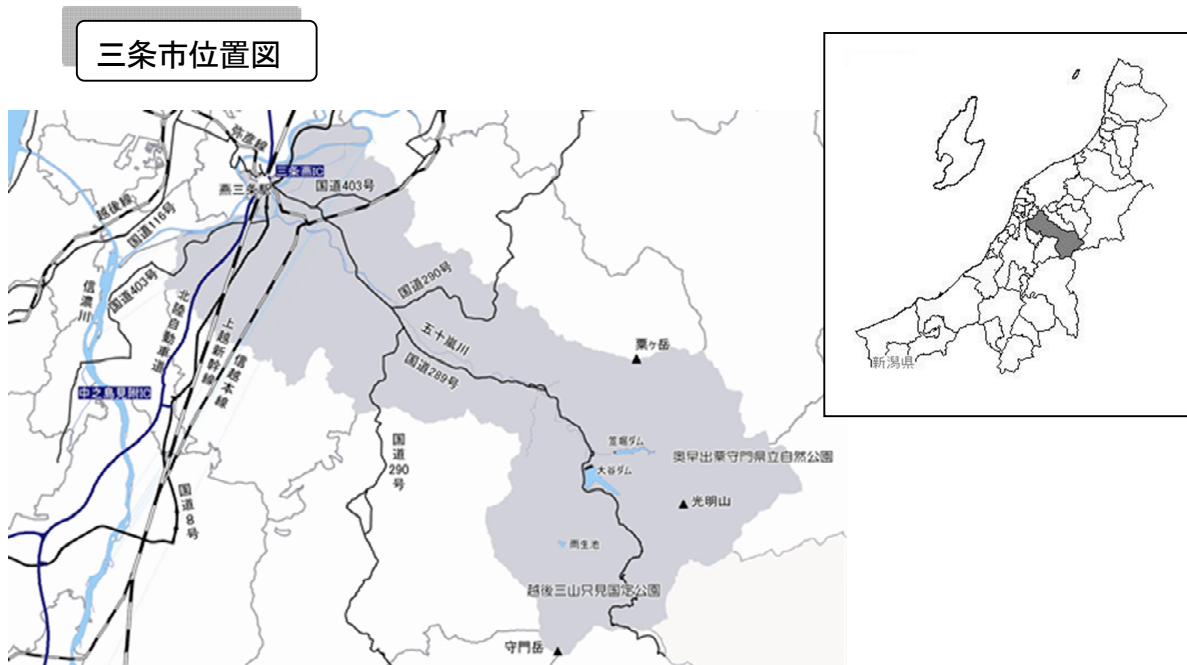 三条市位置図
弥彦線
三条燕IC
燕三条駅
国道403号
越後線
国道116号
国道403号
信濃川
北陸自動車道
上越新幹線
信越本線
国道290号
五十嵐川
国道289号
粟ヶ岳
中之島見附IC
国道290号
国道8号
笠堀ダム
大谷ダム
奥早出粟守門県立自然公園
光明山
雨生池
越後三山只見国定公園
守門岳
新潟県